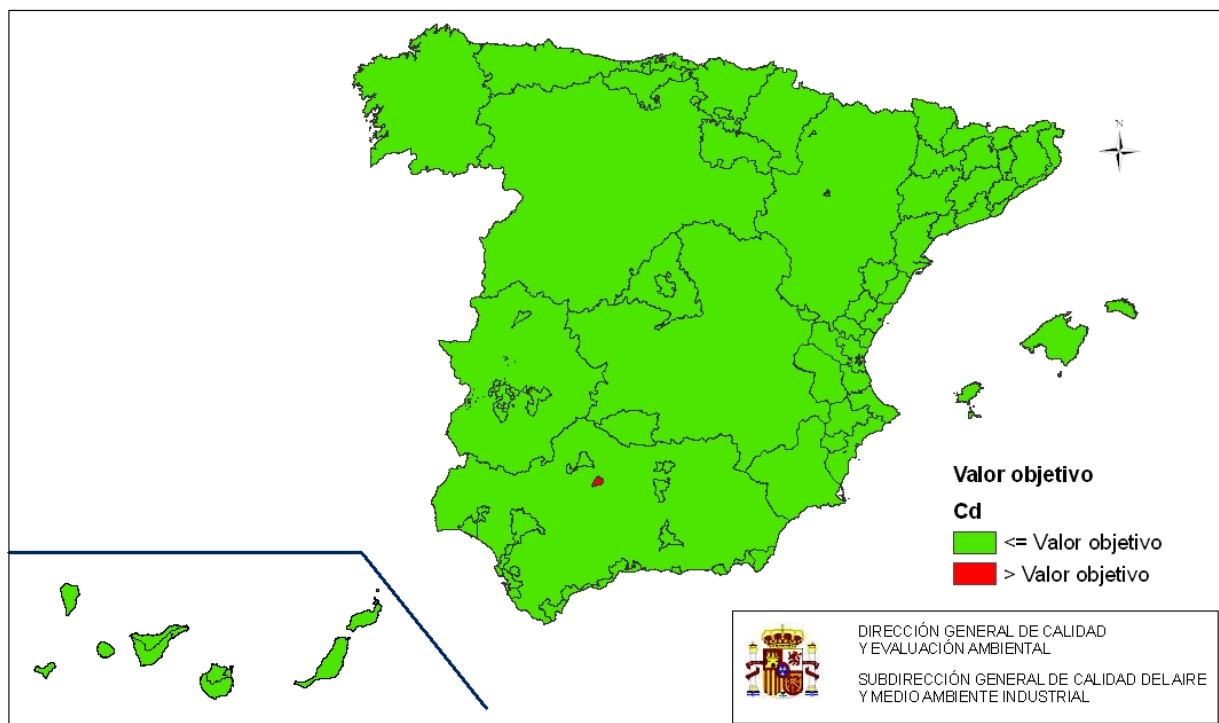 N
Valor objetivo
Cd
<= Valor objetivo
> Valor objetivo
DIRECCIÓN GENERAL DE CALIDAD
Y EVALUACIÓN AMBIENTAL
SUBDIRECCIÓN GENERAL DE CALIDAD DEL AIRE
Y MEDIO AMBIENTE INDUSTRIAL